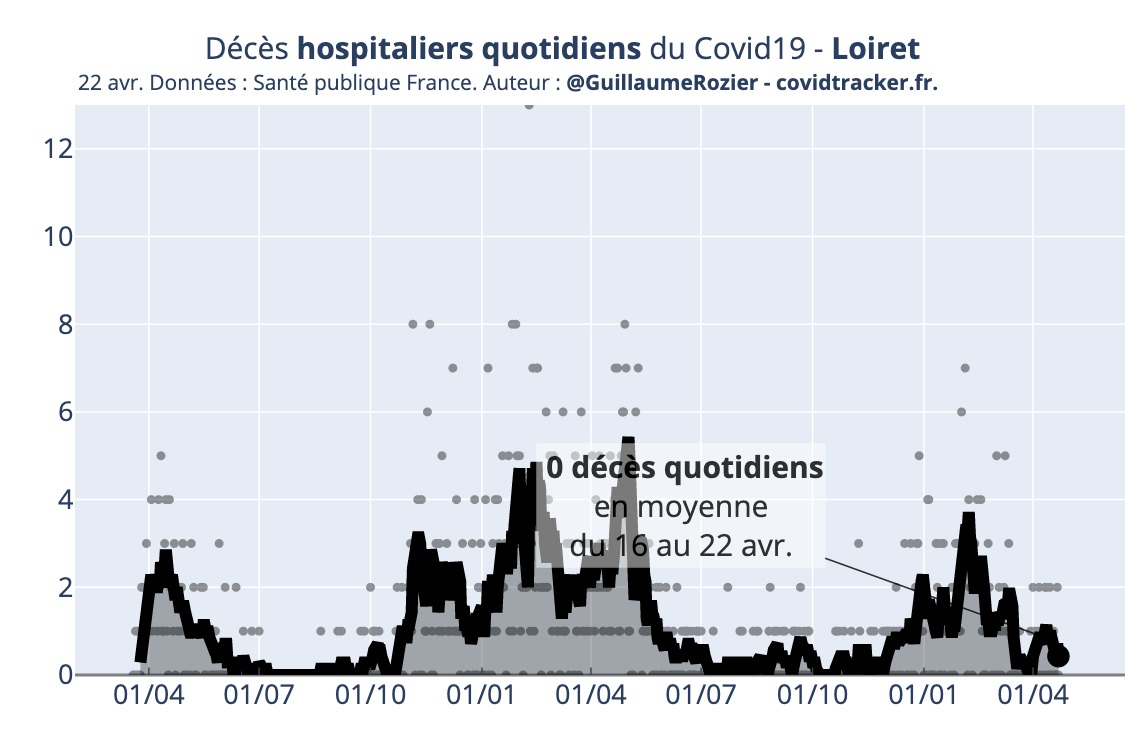 Décès hospitaliers quotidiens du Covid19 - Loiret
22 avr. Données : Santé publique France. Auteur : @GuillaumeRozier - covidtracker.fr.
12
10
8
6
4
2
0
0 décès quotidiens
en moyenne
du 16 au 22 avr.
01/04 01/07 01/10 01/01 01/04 01/07 01/10 01/01 01/04